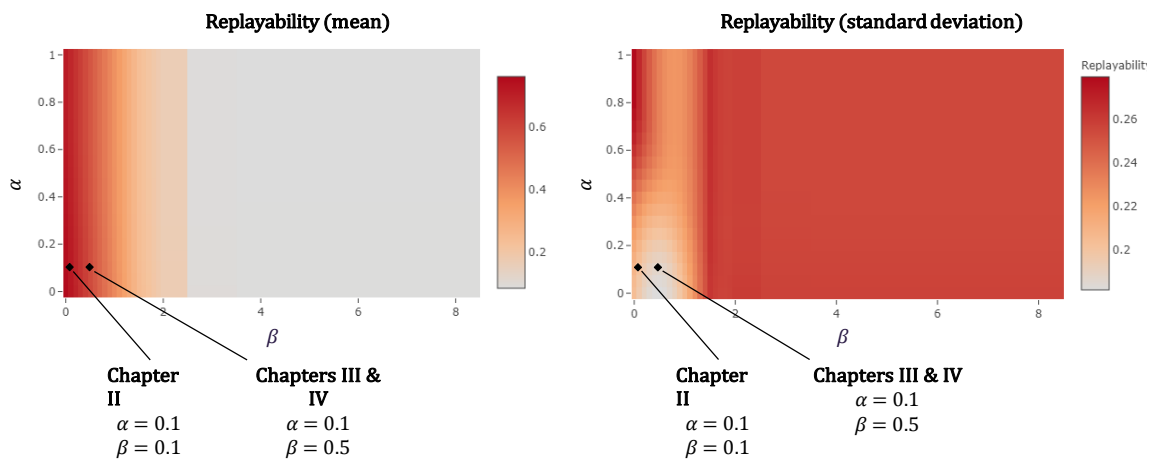 Replayability (mean)
1
0.8
0.6
0.4
0.2
0
α
0
2
4
6
8
β
0.6
0.4
0.2
Chapter
II
α = 0.1
β = 0.1
Chapters III &
IV
α = 0.1
β = 0.5
Replayability (standard deviation)
1
0.8
0.6
0.4
0.2
0
α
0
2
4
6
8
β
Replayability
0.26
0.24
0.22
0.2
Chapter
II
α = 0.1
β = 0.1
Chapters III & IV
α = 0.1
β = 0.5